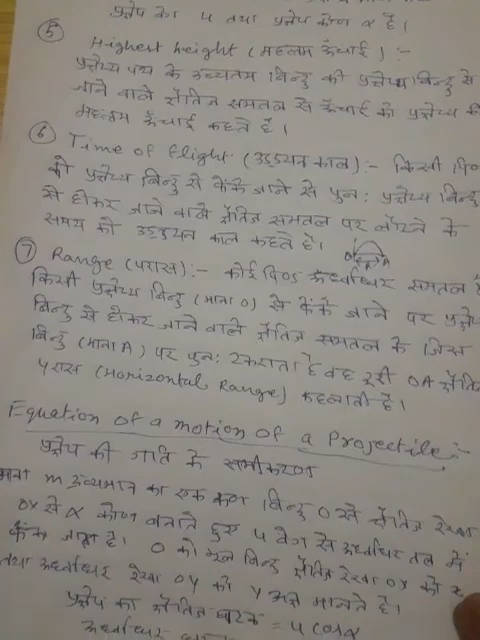 प्रक्षेप का u तथा प्रक्षेप कोण α है।
⑤ Highest height (महत्तम ऊँचाई) :-
प्रक्षेप्य पथ के उच्चतम बिन्दु की प्रक्षेप्य बिन्दु से
जाने वाले क्षैतिज समतल से ऊँचाई को प्रक्षेप्य की
महत्तम ऊँचाई कहते हैं।
⑥ Time of flight (उड्डयन काल) :- किसी पिण्ड
को प्रक्षेप्य बिन्दु से फेंके जाने से पुनः प्रक्षेप्य बिन्दु
से होकर जाने वाले क्षैतिज समतल पर लौटने के
समय को उड्डयन काल कहते हैं।
O A
⑦ Range (परास) :- कोई पिण्ड ऊर्ध्वाधर समतल में
किसी प्रक्षेप्य बिन्दु (माना O) से फेंके जाने पर प्रक्षेप्य
बिन्दु से होकर जाने वाले क्षैतिज समतल के जिस
बिन्दु (माना A) पर पुनः टकराता है वह दूरी OA क्षैतिज
परास (Horizontal Range) कहलाती है।
Equation of a motion of a Projectile :-
प्रक्षेप की गति के समीकरण
माना m द्रव्यमान का एक कण बिन्दु O से क्षैतिज रेखा
OX से α कोण बनाते हुए u वेग से ऊर्ध्वाधर तल में
फेंका जाता है। O को मूल बिन्दु क्षैतिज रेखा OX को x
तथा ऊर्ध्वाधर रेखा OY को Y अक्ष मानते हैं।
प्रक्षेप का क्षैतिज घटक = u cosα
ऊर्ध्वाधर